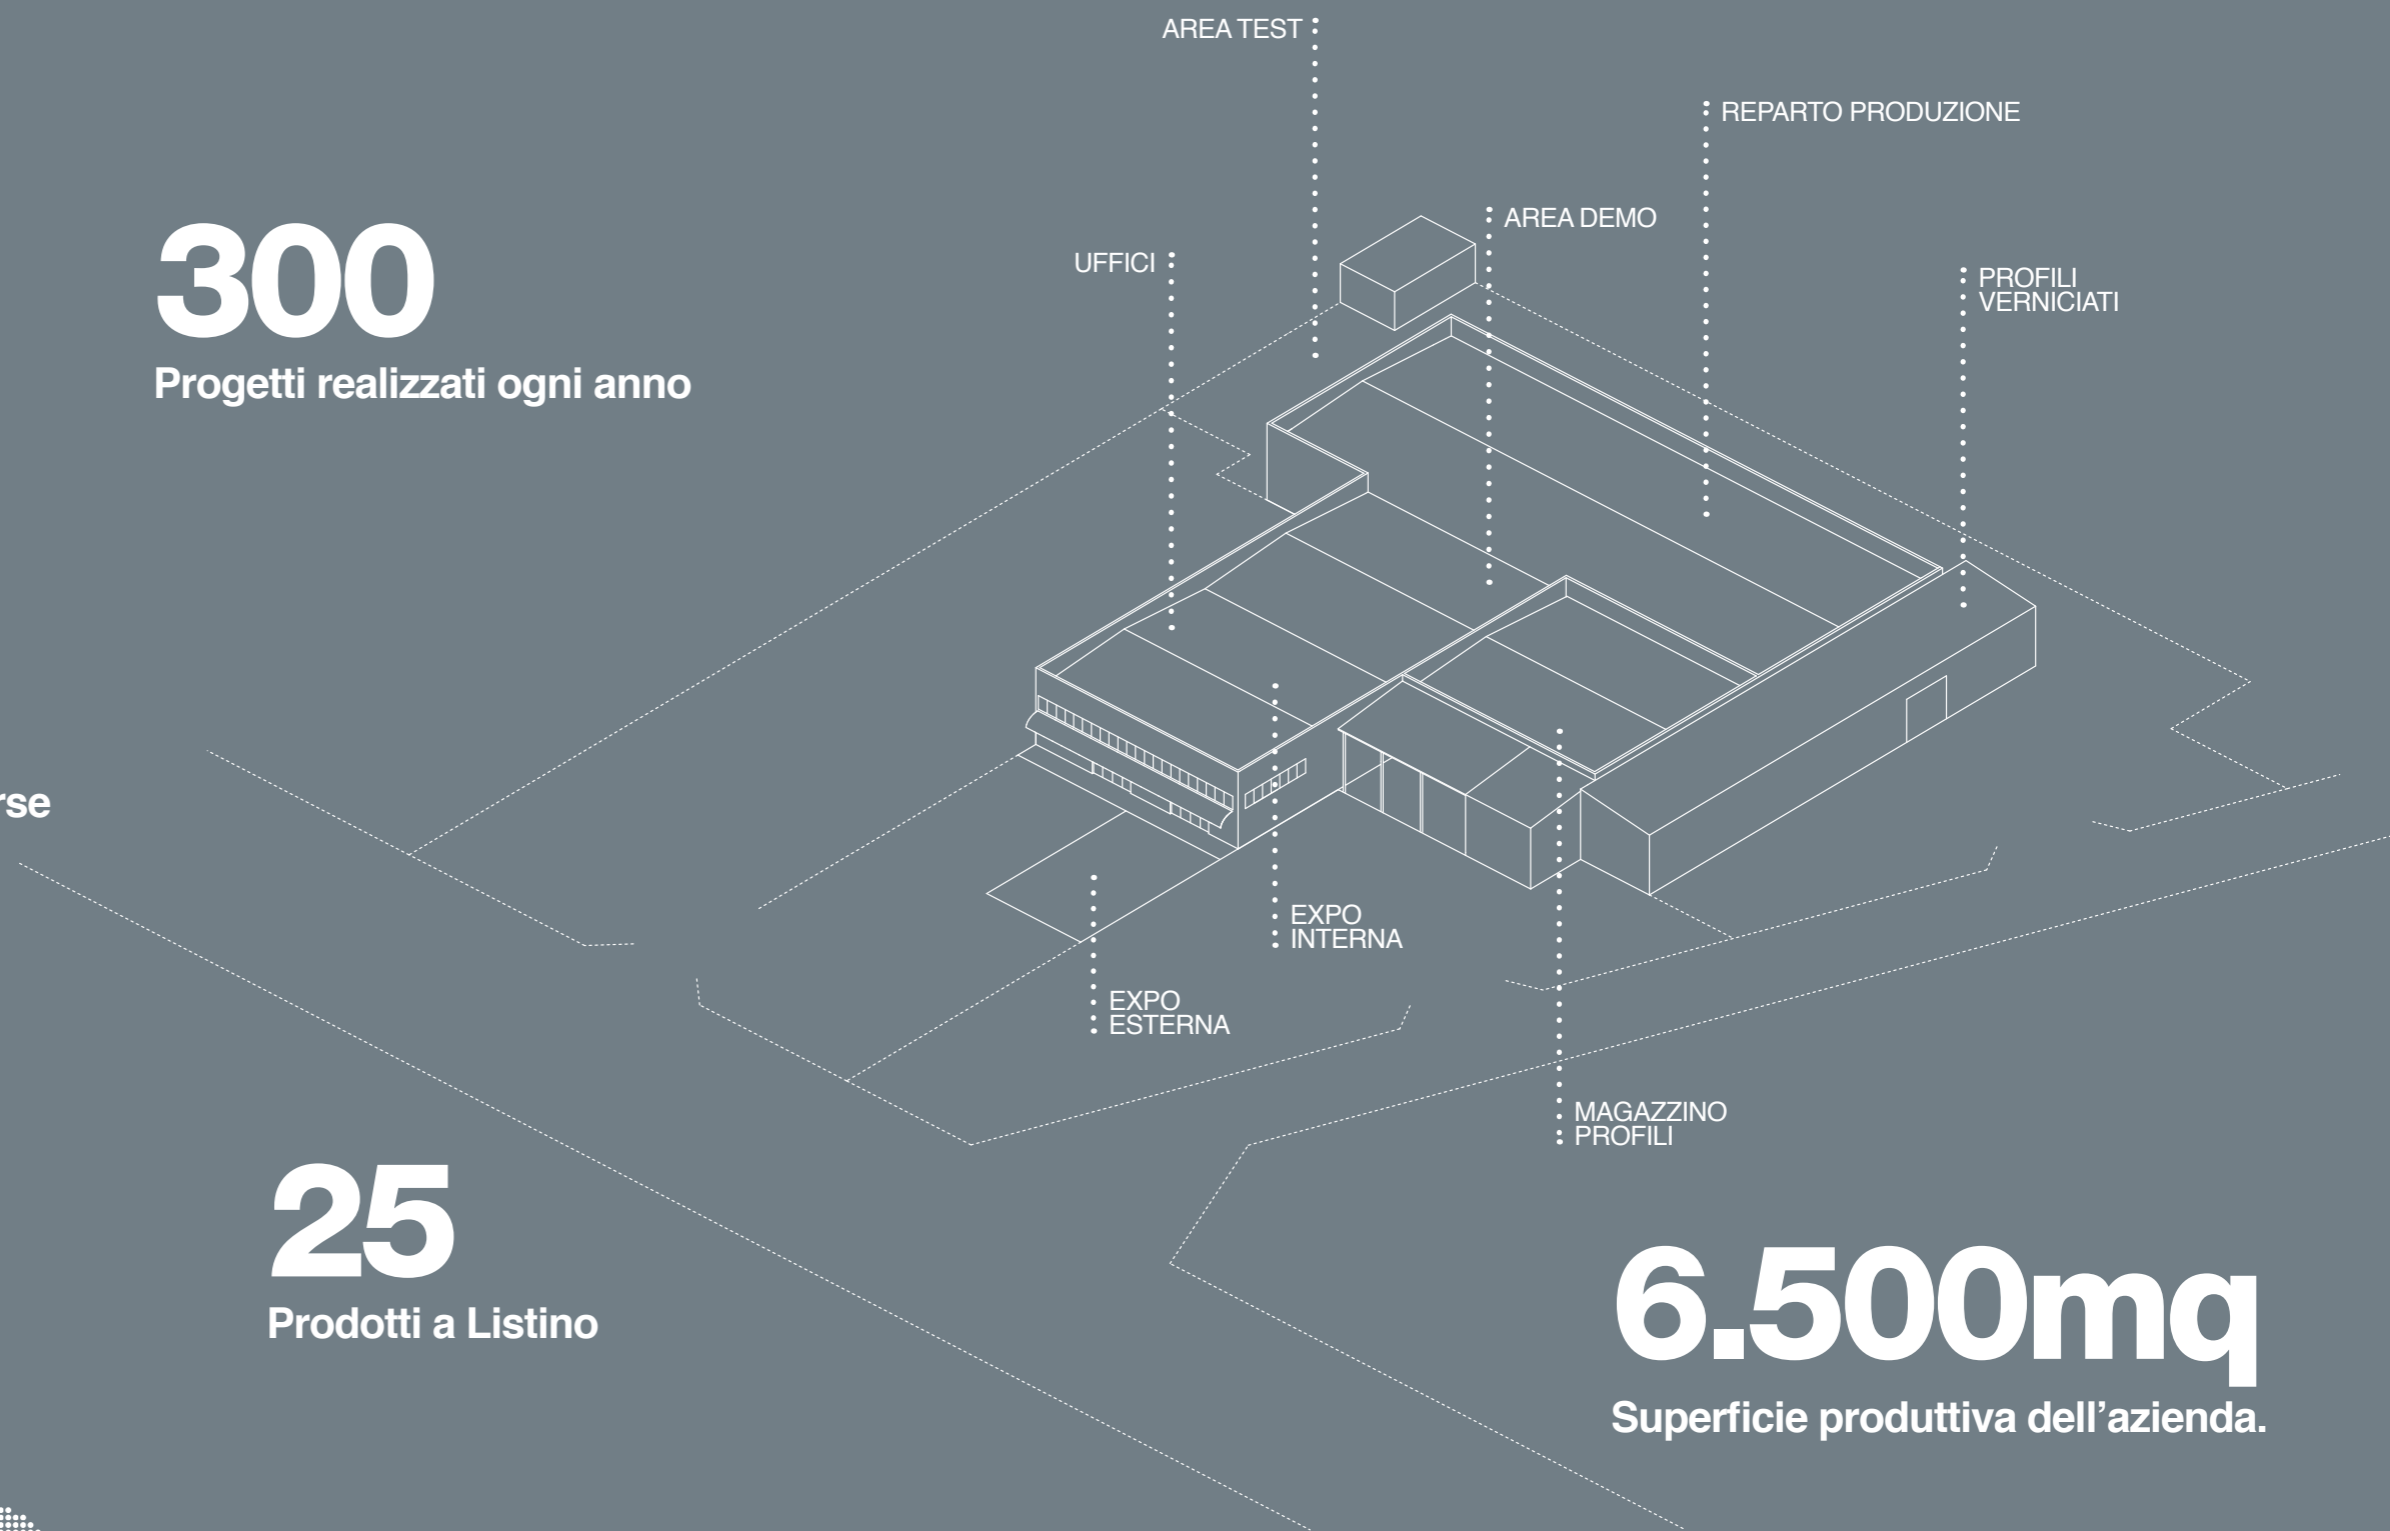 AREA TEST
REPARTO PRODUZIONE
AREA DEMO
UFFICI
PROFILI
VERNICIATI
300
Progetti realizzati ogni anno
EXPO
INTERNA
EXPO
ESTERNA
MAGAZZINO
PROFILI
25
Prodotti a Listino
6.500mq
Superficie produttiva dell’azienda.